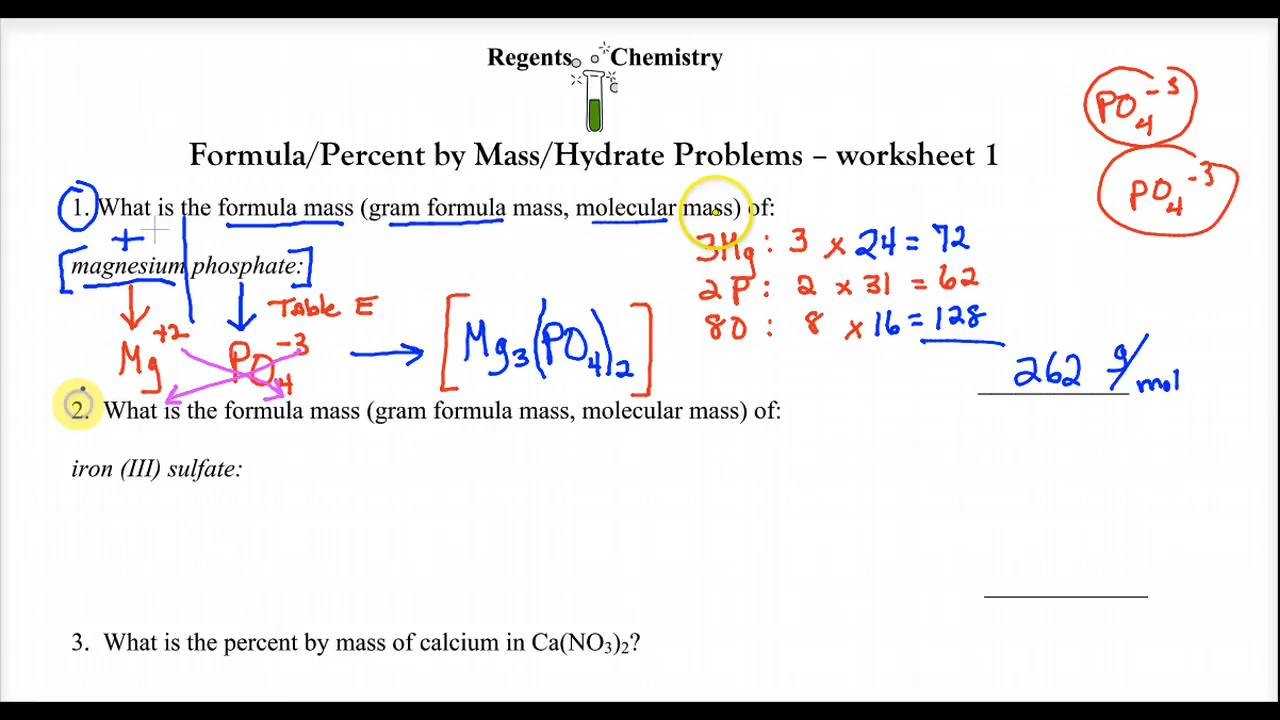 Regents Chemistry
Formula/Percent by Mass/Hydrate Problems – worksheet 1
PO₄⁻³
PO₄⁻³
1. What is the formula mass (gram formula mass, molecular mass) of:
+
[magnesium phosphate:]
3Mg: 3 x 24 = 72
2P: 2 x 31 = 62
8O: 8 x 16 = 128
Table E
Mg⁺² PO₄⁻³ → [Mg₃(PO₄)₂]
262 g/mol
2. What is the formula mass (gram formula mass, molecular mass) of:
iron (III) sulfate:
3. What is the percent by mass of calcium in Ca(NO₃)₂?